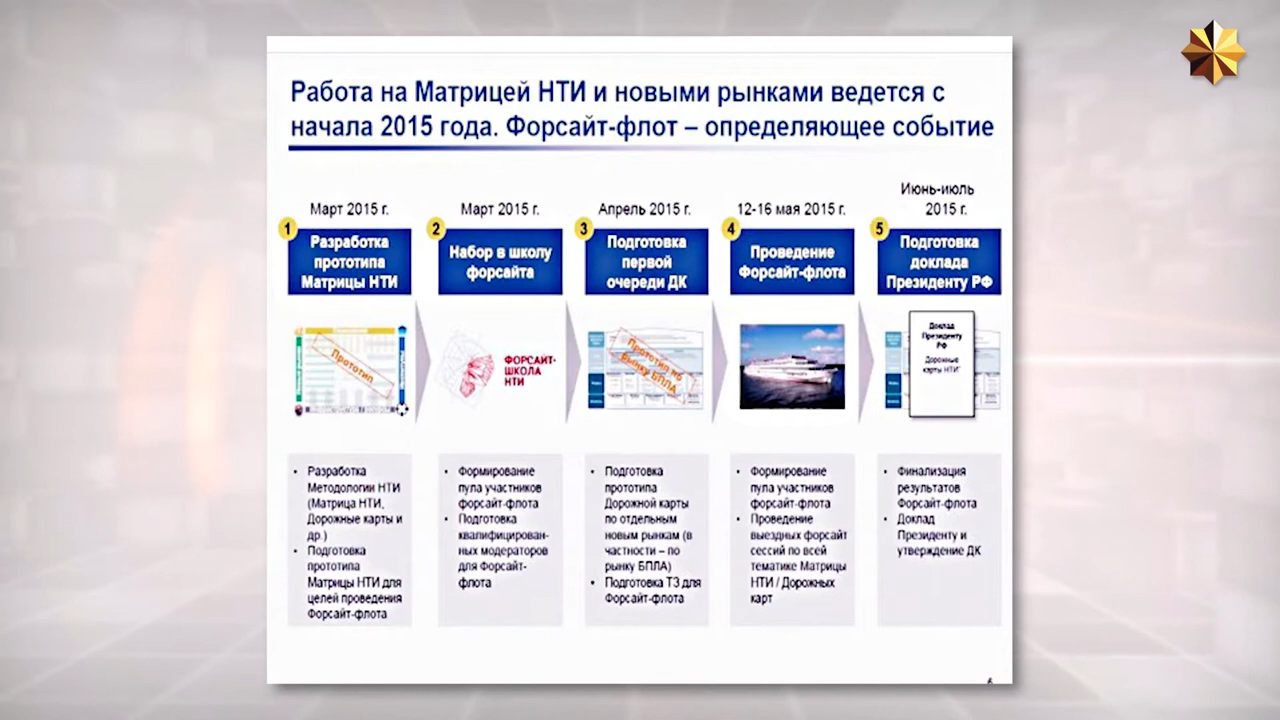 Работа на Матрицей НТИ и новыми рынками ведется с
начала 2015 года. Форсайт-флот – определяющее событие
Март 2015 г.
1
Разработка
прототипа
Матрицы НТИ
Прототип
• Разработка
Методологии НТИ
(Матрица НТИ,
Дорожные карты и
др.)
• Подготовка
прототипа
Матрицы НТИ для
целей проведения
Форсайт-флота
Март 2015 г.
2
Набор в школу
форсайта
ФОРСАЙТ-
ШКОЛА
НТИ
• Формирование
пула участников
форсайт-флота
• Подготовка
квалифицирован-
ных модераторов
для Форсайт-
флота
Апрель 2015 г.
3
Подготовка
первой
очереди ДК
Прототип по
рынку БПЛА
• Подготовка
прототипа
Дорожной карты
по отдельным
новым рынкам (в
частности – по
рынку БПЛА)
• Подготовка ТЗ для
Форсайт-флота
12-16 мая 2015 г.
4
Проведение
Форсайт-флота
• Формирование
пула участников
форсайт-флота
• Проведение
выездных форсайт
сессий по всей
тематике Матрицы
НТИ / Дорожных
карт
Июнь-июль
2015 г.
5
Подготовка
доклада
Президенту РФ
Доклад
Президенту
РФ
Дорожные
карты НТИ
• Финализация
результатов
Форсайт-флота
• Доклад
Президенту и
утверждение ДК